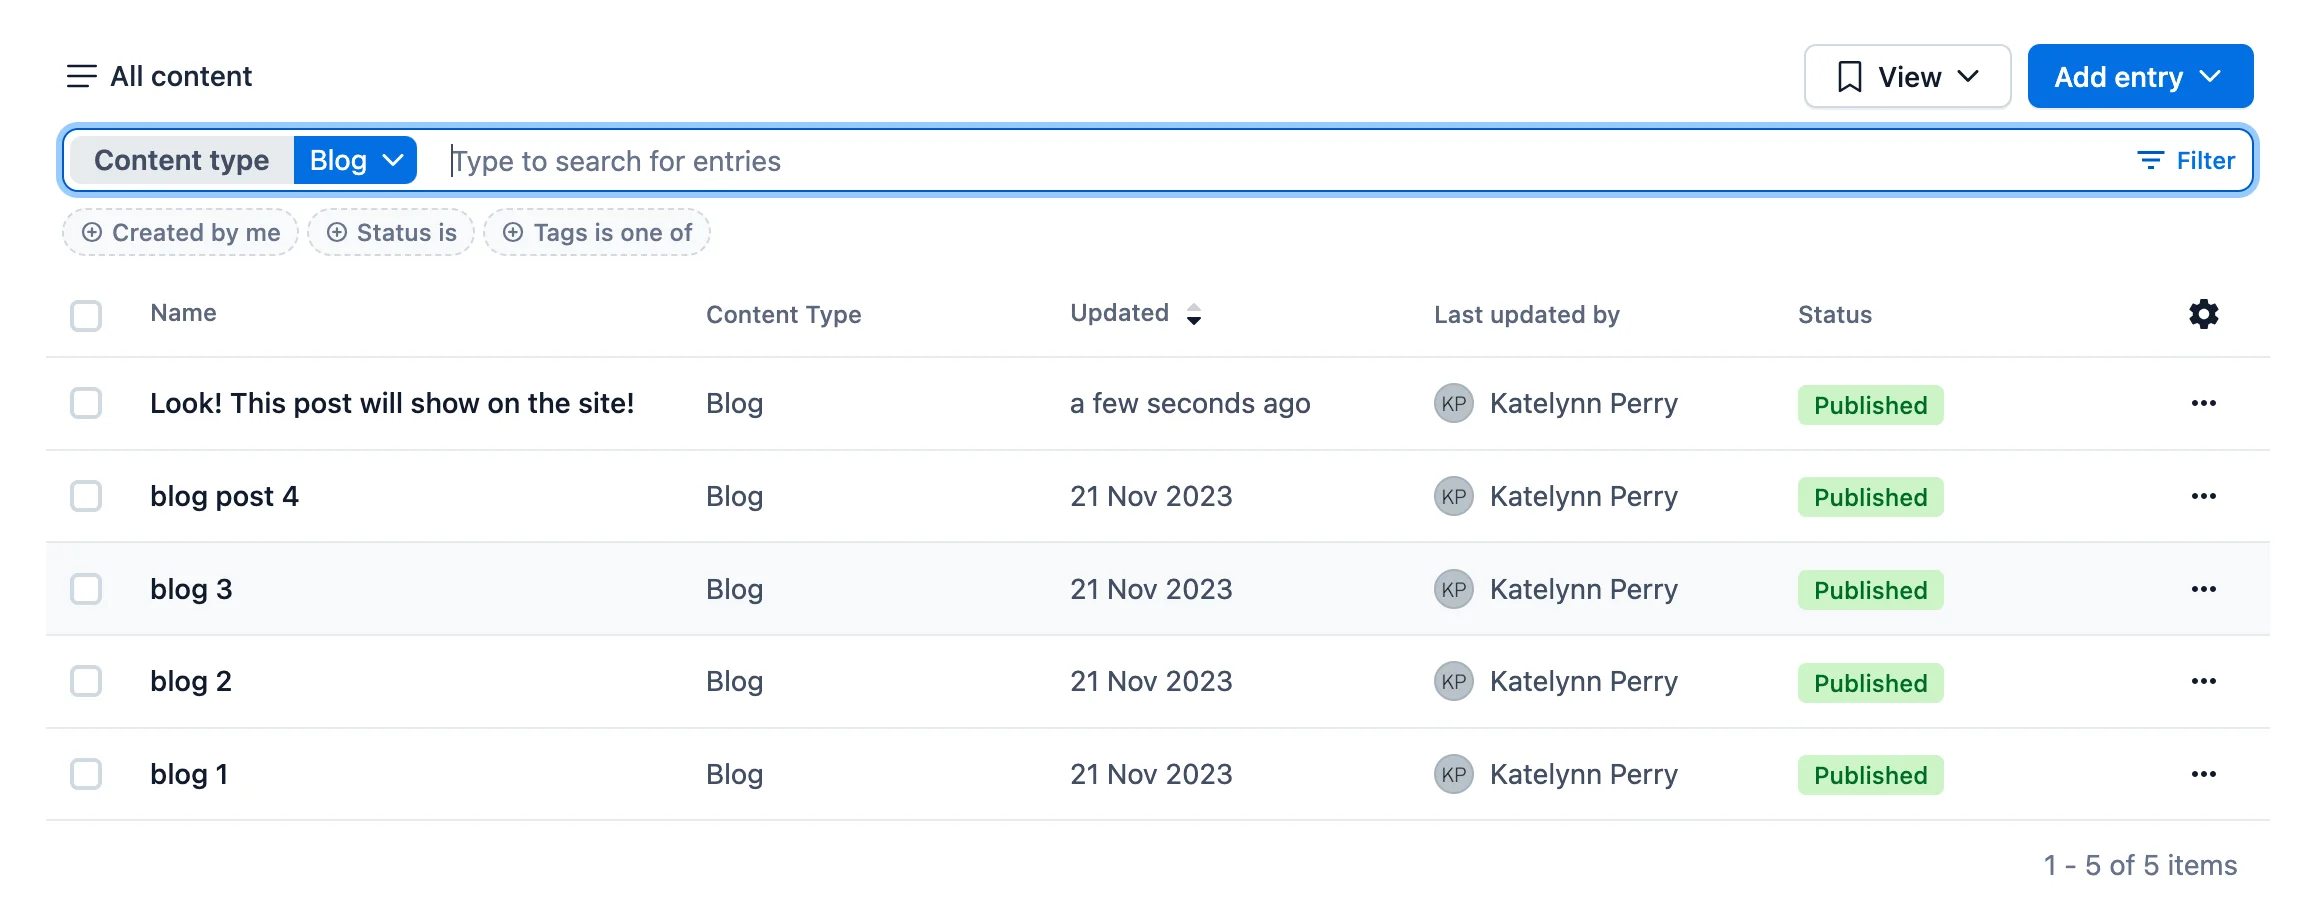 All content View Add entry
Content type Blog Type to search for entries Filter
Created by me Status is Tags is one of
Name Content Type Updated Last updated by Status
Look! This post will show on the site! Blog a few seconds ago KP Katelynn Perry Published
blog post 4 Blog 21 Nov 2023 KP Katelynn Perry Published
blog 3 Blog 21 Nov 2023 KP Katelynn Perry Published
blog 2 Blog 21 Nov 2023 KP Katelynn Perry Published
blog 1 Blog 21 Nov 2023 KP Katelynn Perry Published
1 - 5 of 5 items